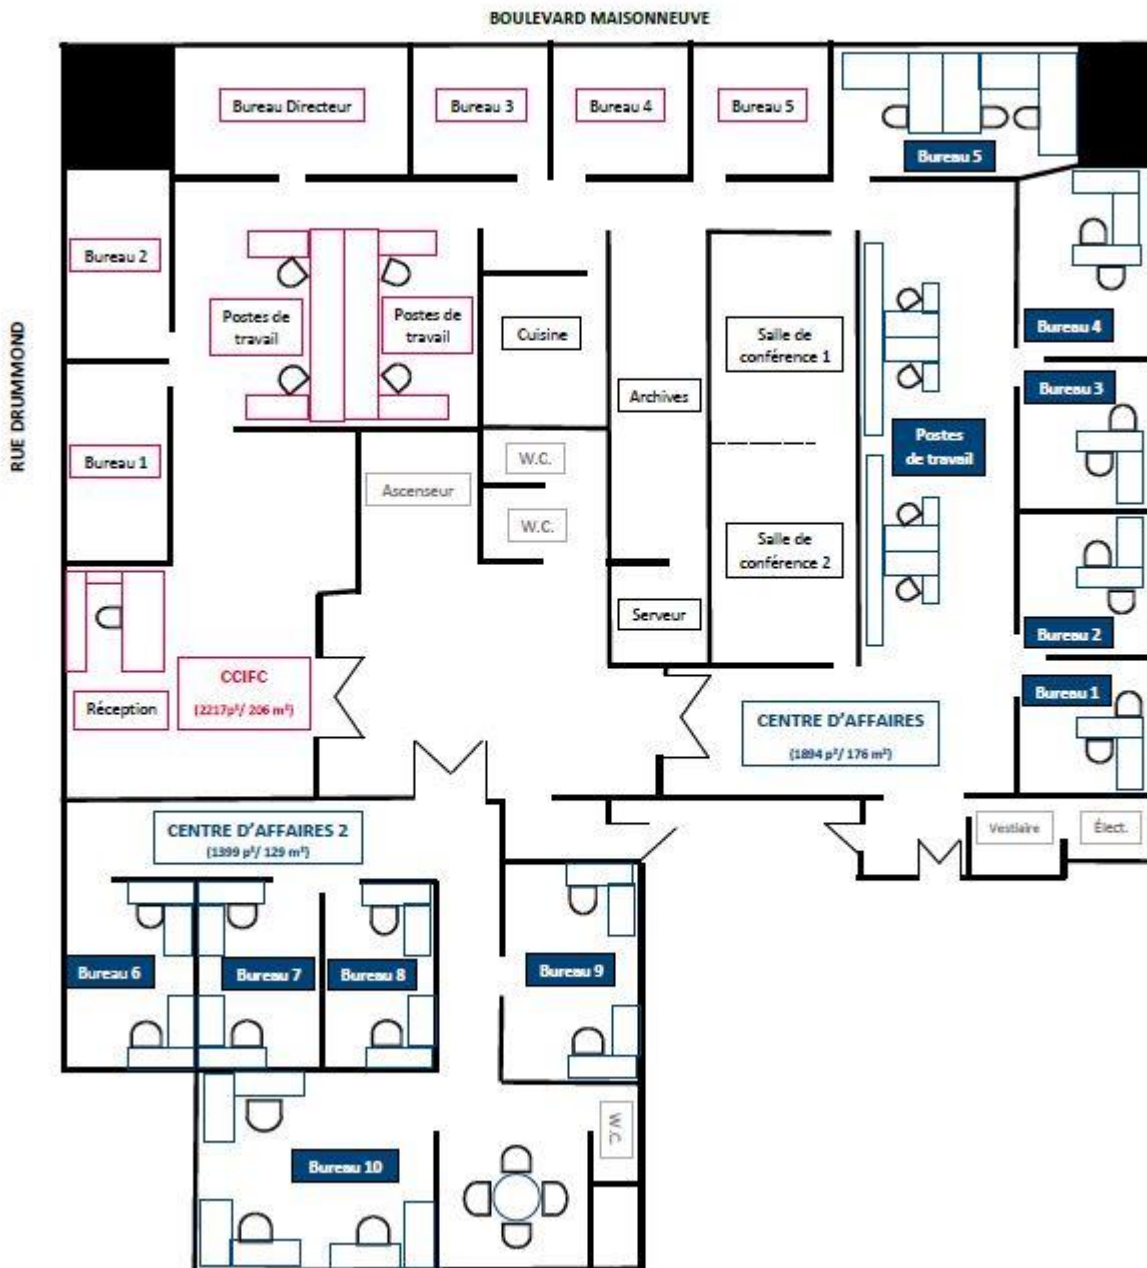 BOULEVARD MAISONNEUVE
RUE DRUMMOND
Bureau Directeur
Bureau 3
Bureau 4
Bureau 5
Bureau 5
Bureau 2
Postes de
travail
Postes de
travail
Cuisine
Salle de
conférence 1
Bureau 4
Bureau 3
Archives
Postes
de travail
Bureau 1
Ascenseur
W.C.
W.C.
Salle de
conférence 2
Serveur
Bureau 2
Bureau 1
Réception
CCIFC
(2217p²/ 206 m²)
CENTRE D'AFFAIRES
(1894 p²/ 176 m²)
CENTRE D'AFFAIRES 2
(1399 p²/ 129 m²)
Vestiaire
Élect.
Bureau 6
Bureau 7
Bureau 8
Bureau 9
W.C.
Bureau 10